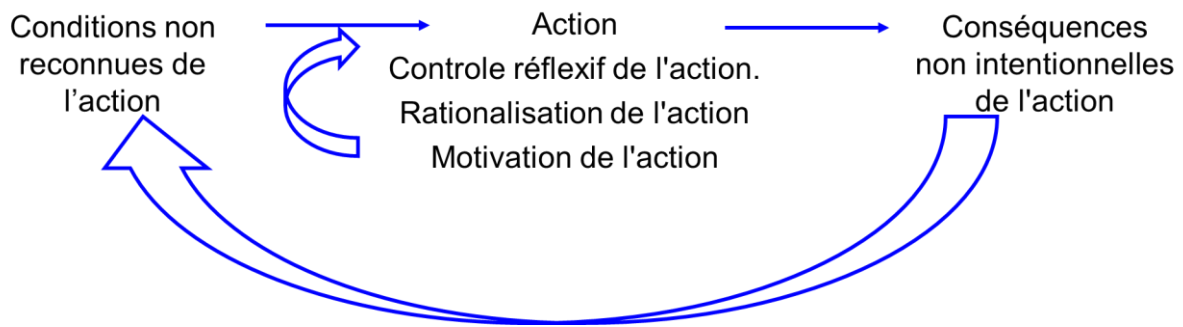 Conditions non
reconnues de
l’action
Action
Controle réflexif de l'action.
Rationalisation de l'action
Motivation de l'action
Conséquences
non intentionnelles
de l'action